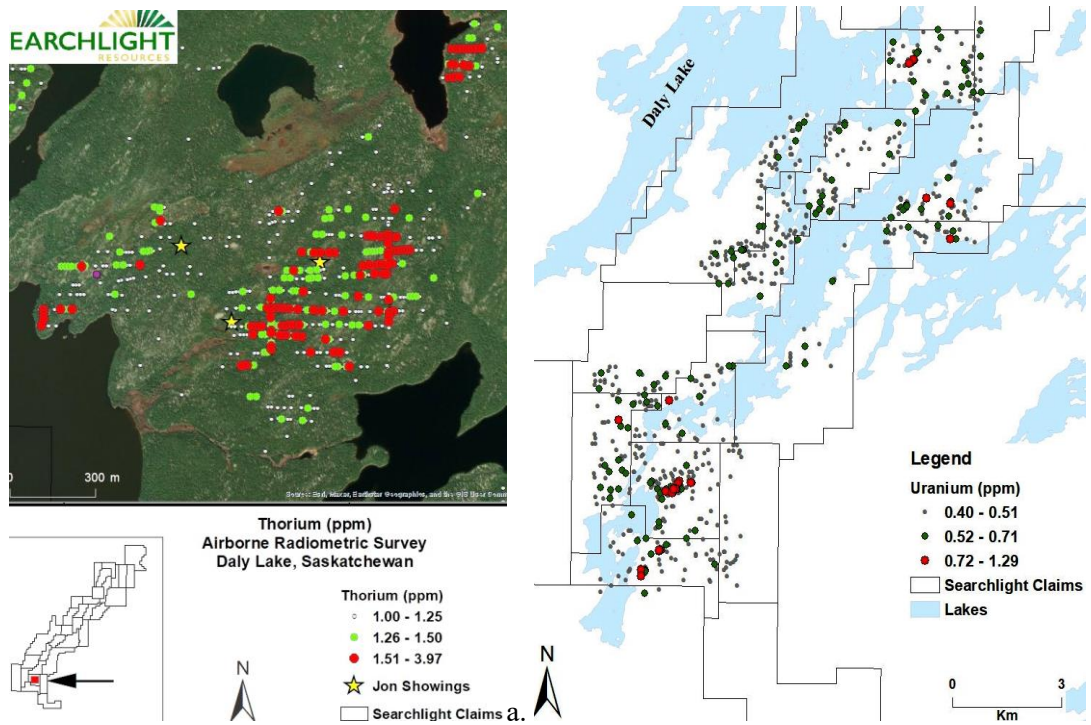 EARCHLIGHT
RESOURCES
300 m
Thorium (ppm)
Airborne Radiometric Survey
Daly Lake, Saskatchewan
Thorium (ppm)
1.00 - 1.25
1.26 - 1.50
1.51 - 3.97
Jon Showings
Searchlight Claims
N
N
a.
Daly Lake
Legend
Uranium (ppm)
0.40 - 0.51
0.52 - 0.71
0.72 - 1.29
Searchlight Claims
Lakes
N
0 3
Km